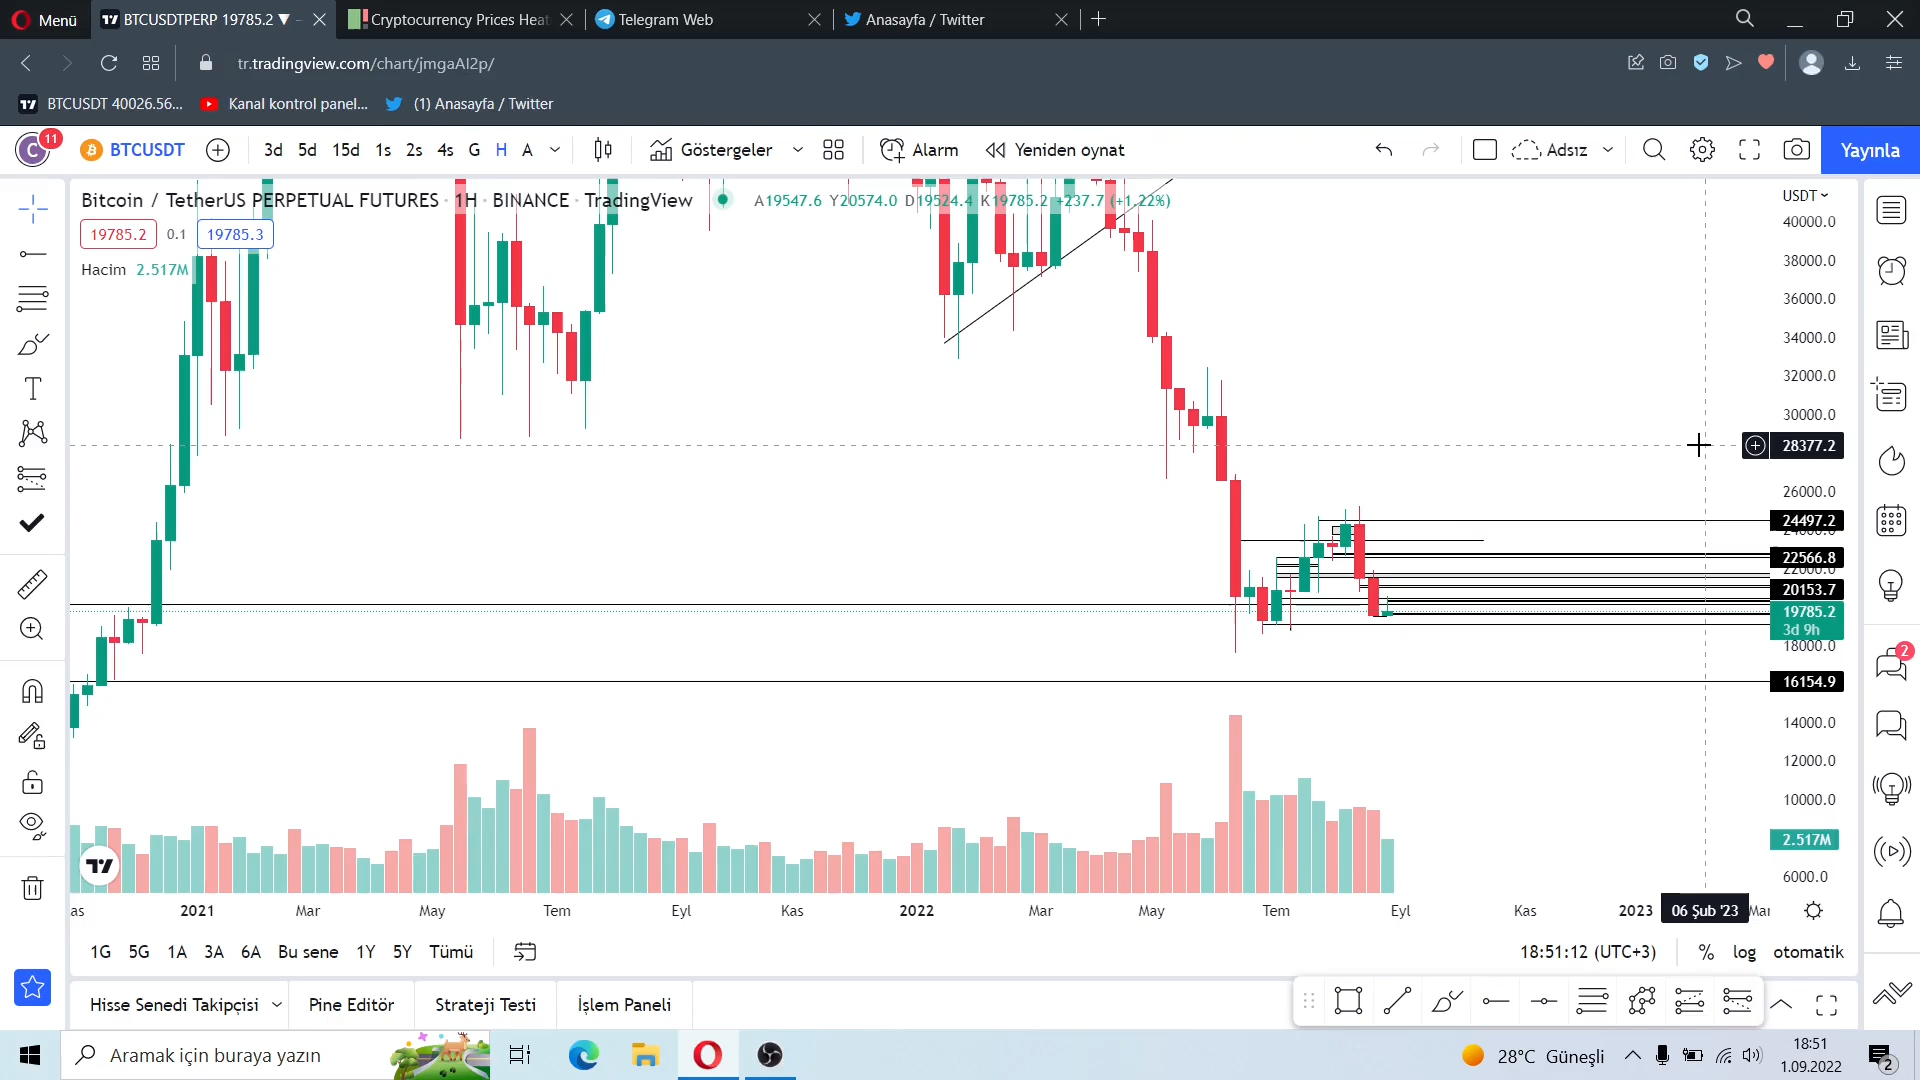 Menü
BTCUSDTPERP 19785.2 ▼
Cryptocurrency Prices Heat
Telegram Web
Anasayfa / Twitter
tr.tradingview.com/chart/jmgaAI2p/
BTCUSDT 40026.56...
Kanal kontrol panel...
(1) Anasayfa / Twitter
C
11
BTCUSDT
3d
5d
15d
1s
2s
4s
G
H
A
Göstergeler
Alarm
Yeniden oynat
Adsız
Yayınla
Bitcoin / TetherUS PERPETUAL FUTURES · 1H · BINANCE · TradingView
A19547.6 Y20574.0 D19524.4 K19785.2 +237.7 (+1.22%)
19785.2
0.1
19785.3
Hacim 2.517M
USDT
40000.0
38000.0
36000.0
34000.0
32000.0
30000.0
28377.2
26000.0
24497.2
24000.0
22566.8
22000.0
20153.7
19785.2
3d 9h
18000.0
16154.9
14000.0
12000.0
10000.0
2.517M
6000.0
2
as
2021
Mar
May
Tem
Eyl
Kas
2022
Mar
May
Tem
Eyl
Kas
2023
06 Şub '23
Mar
1G
5G
1A
3A
6A
Bu sene
1Y
5Y
Tümü
18:51:12 (UTC+3)
%
log
otomatik
Hisse Senedi Takipçisi
Pine Editör
Strateji Testi
İşlem Paneli
Aramak için buraya yazın
28°C Güneşli
18:51
1.09.2022
2